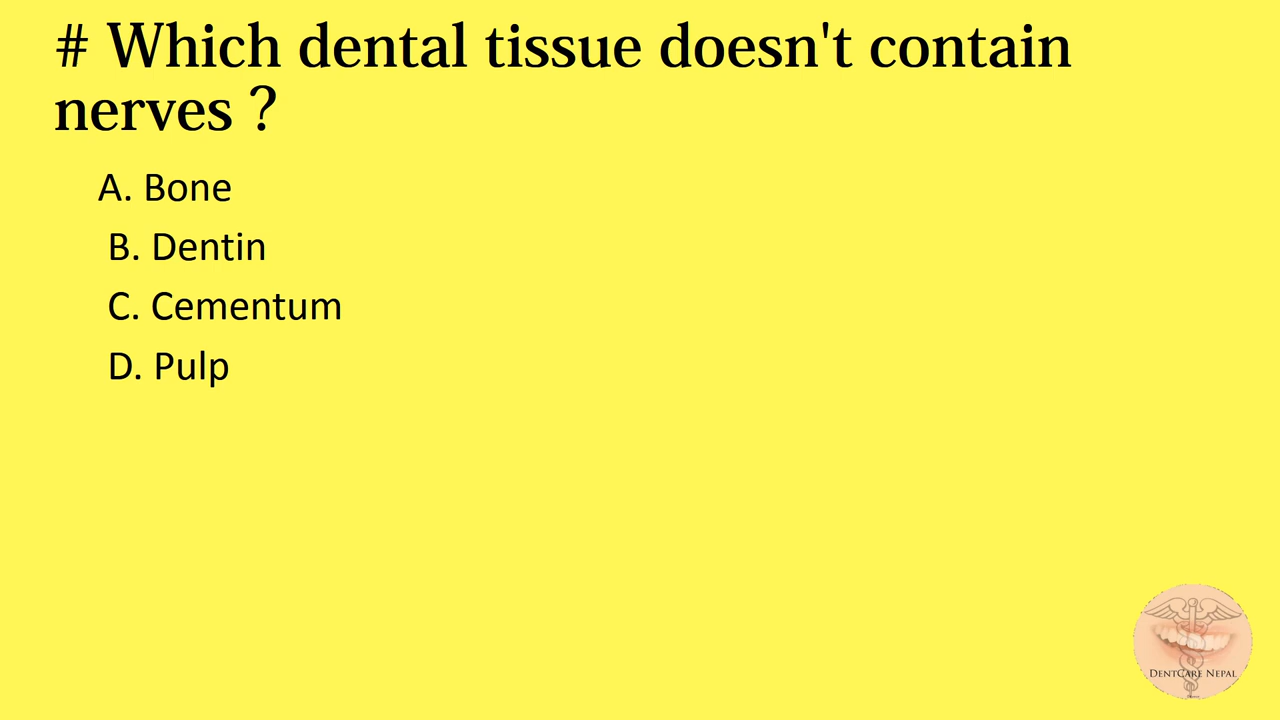 # Which dental tissue doesn't contain
nerves ?
A. Bone
B. Dentin
C. Cementum
D. Pulp
DENTCARE NEPAL